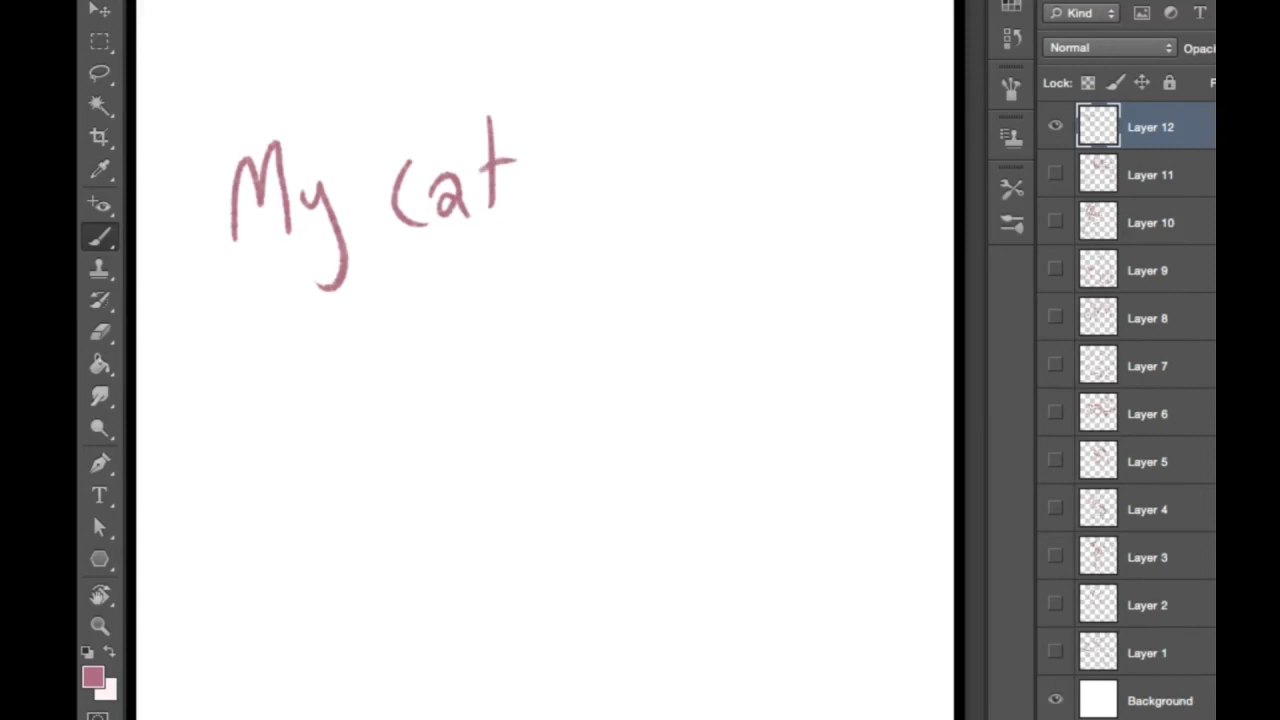 Kind
Normal Opaci
Lock: F
My cat
Layer 12
Layer 11
Layer 10
Layer 9
Layer 8
Layer 7
Layer 6
Layer 5
Layer 4
Layer 3
Layer 2
Layer 1
Background